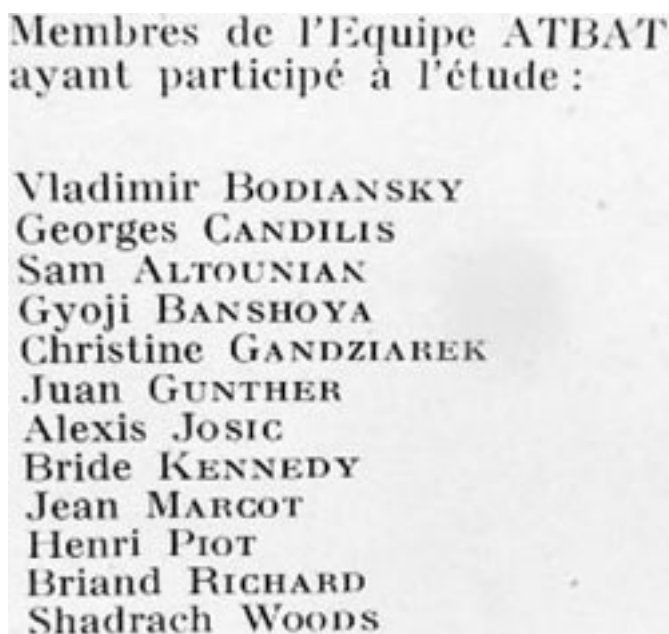 Membres de l'Equipe ATBAT
ayant participé à l'étude :
Vladimir BODIANSKY
Georges CANDILIS
Sam ALTOUNIAN
Gyoji BANSHOYA
Christine GANDZIAREK
Juan GUNTHER
Alexis JOSIC
Bride KENNEDY
Jean MARCOT
Henri PIOT
Briand RICHARD
Shadrach WOODS